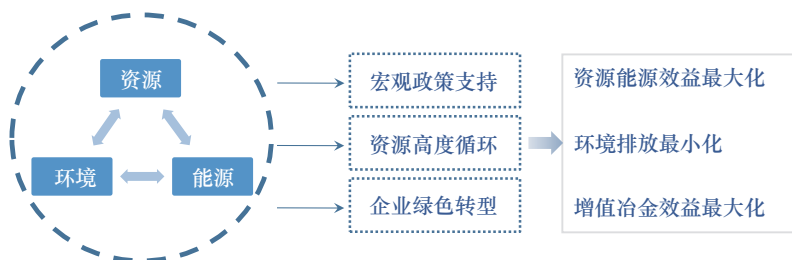 资源
环境
能源
宏观政策支持
资源高度循环
企业绿色转型
资源能源效益最大化
环境排放最小化
增值冶金效益最大化